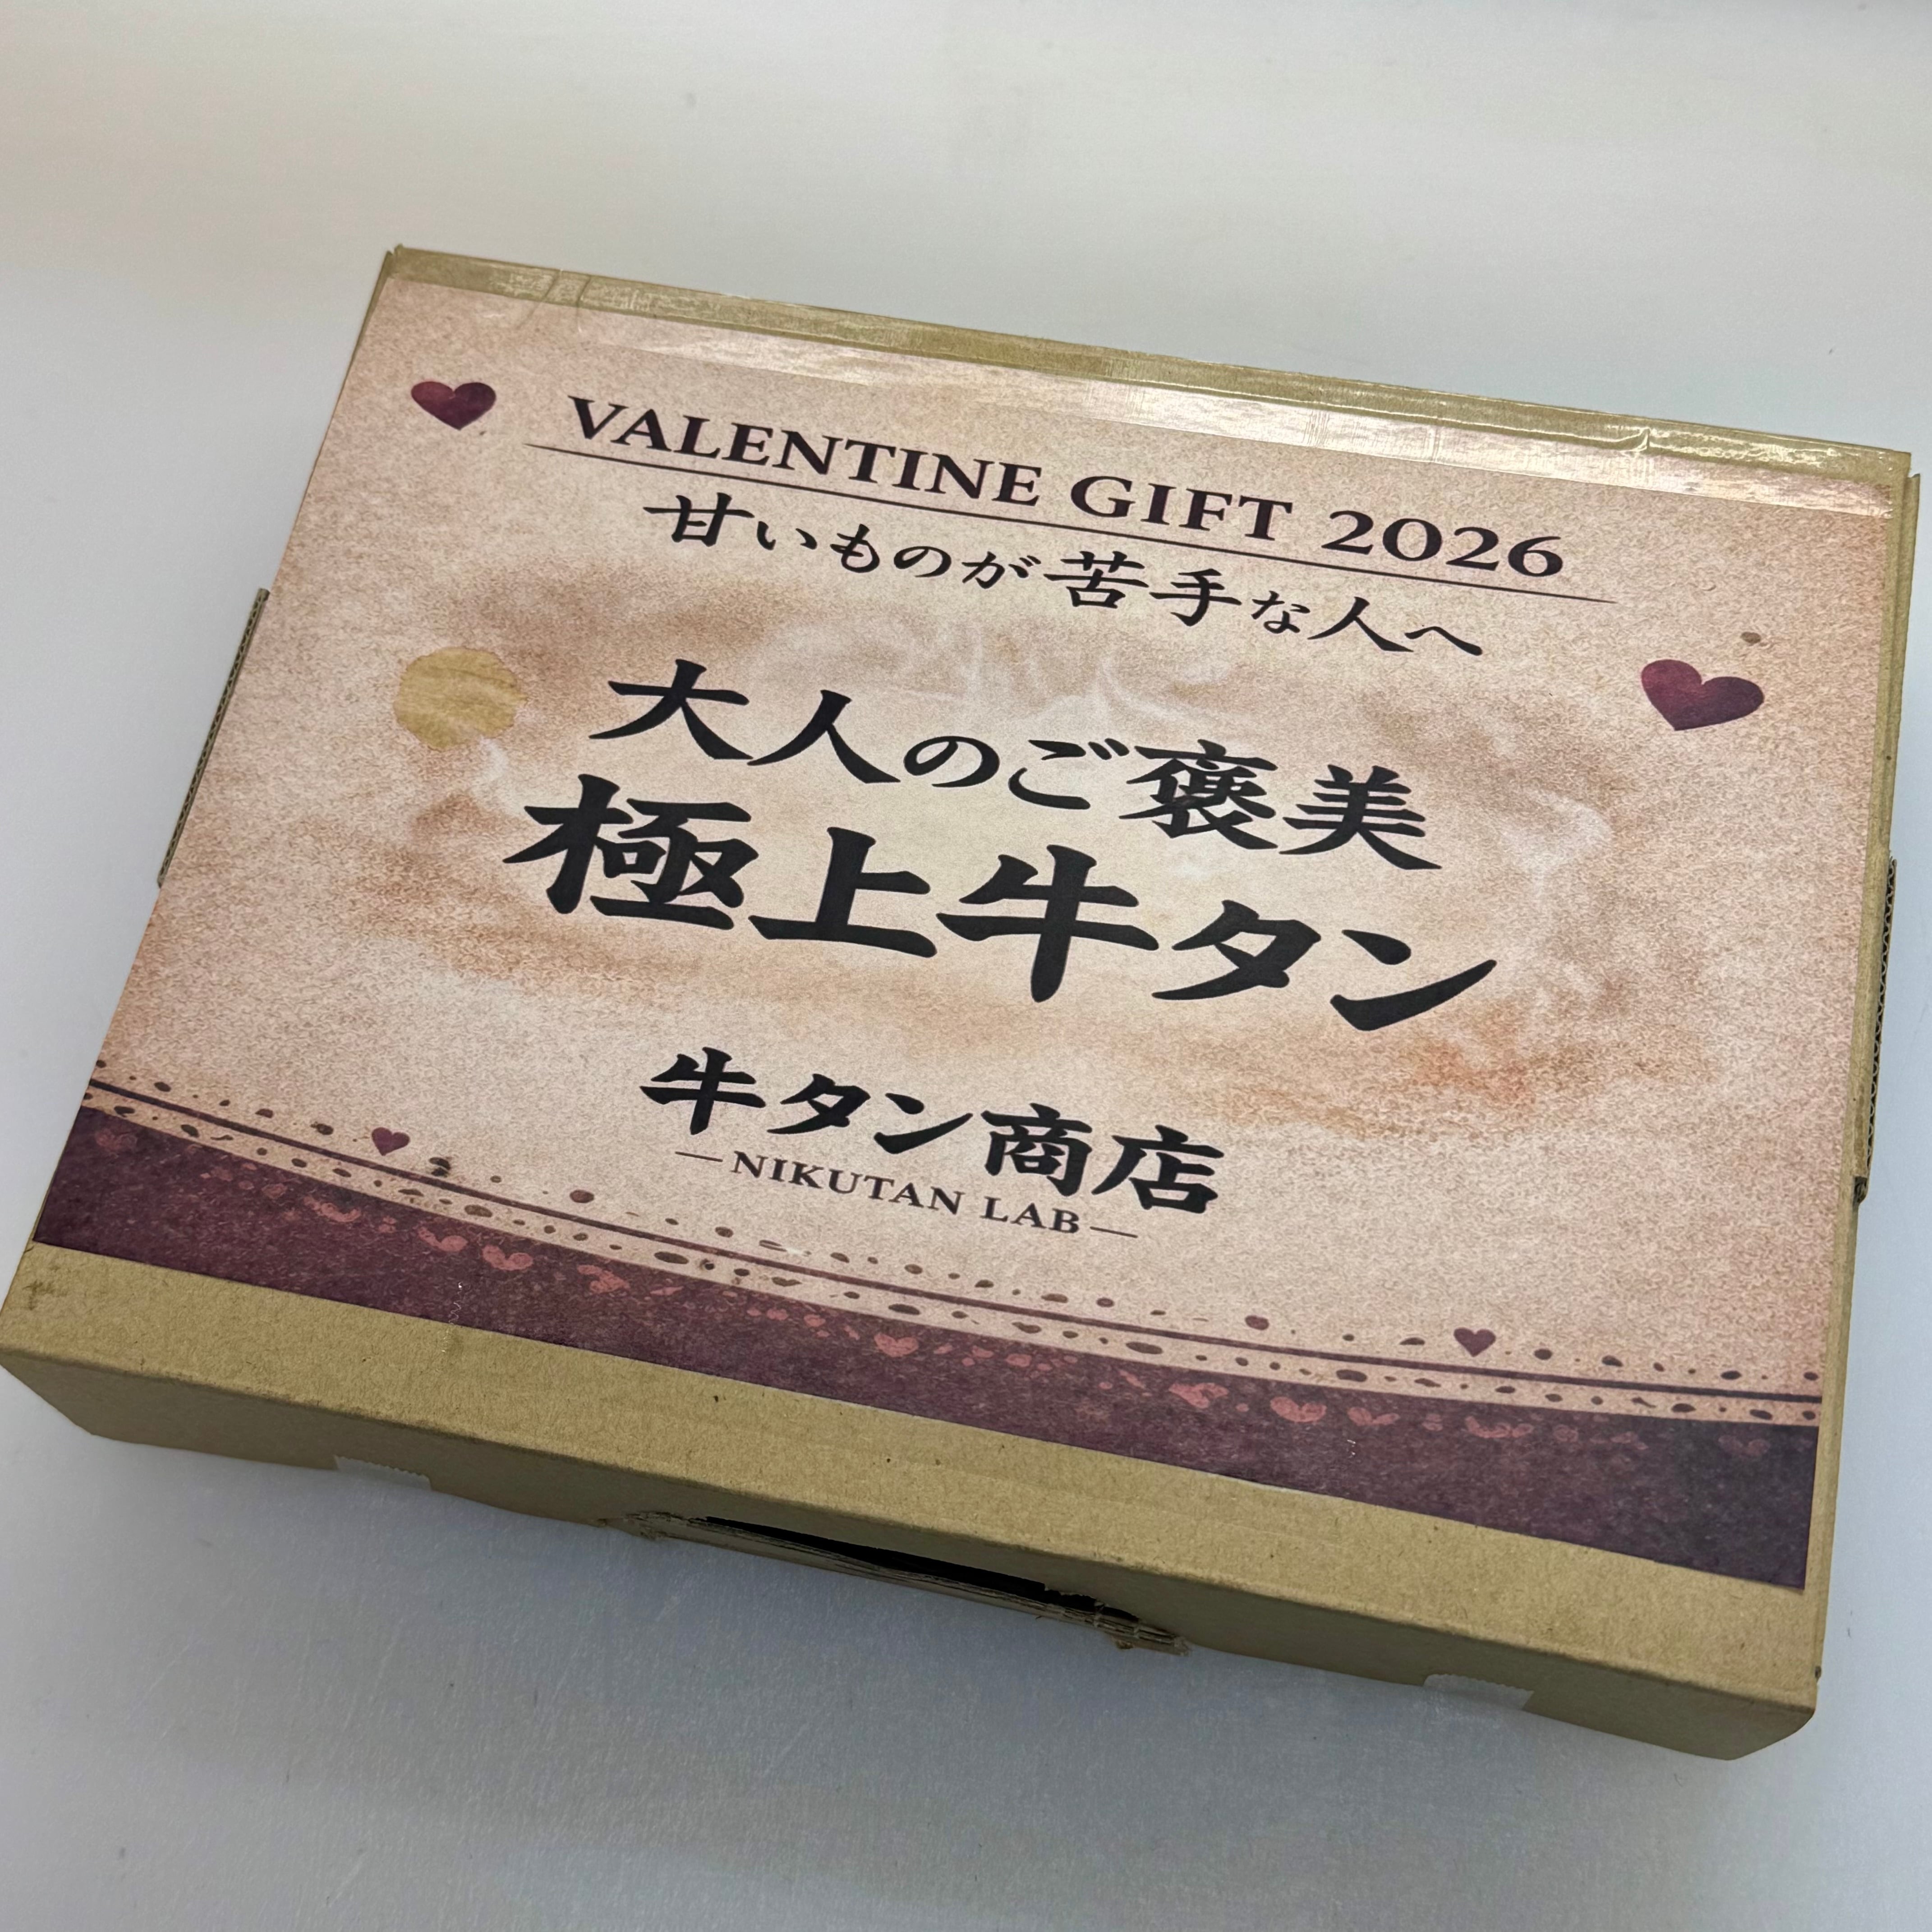 VALENTINE GIFT 2026
甘いものが苦手な人へ
大人のご褒美
極上牛タン
牛タン商店
—NIKUTAN LAB—